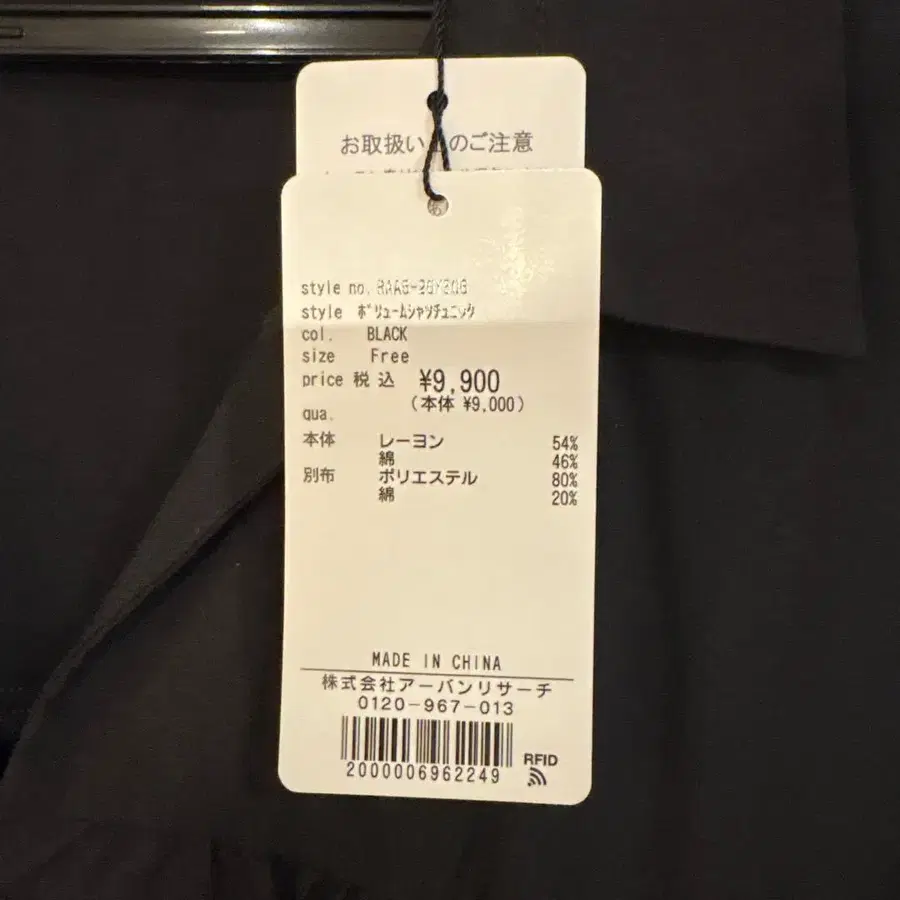 お取扱い上のご注意
style no.
style ボリュームシャツチュニック
col. BLACK
size Free
price 税込 ¥9,900
(本体 ¥9,000)
qua.
本体 レーヨン 54%
綿 46%
別布 ポリエステル 80%
綿 20%
MADE IN CHINA
株式会社アーバンリサーチ
0120-967-013
2000006962249
RFID